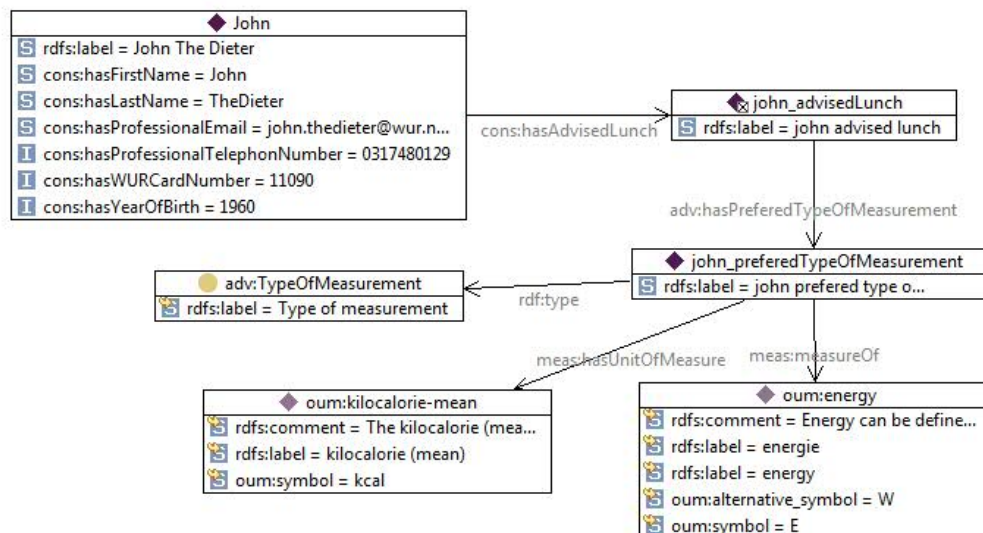 John
rdfs:label = John The Dieter
cons:hasFirstName = John
cons:hasLastName = TheDieter
cons:hasProfessionalEmail = john.thedieter@wur.n...
cons:hasProfessionalTelephonNumber = 0317480129
cons:hasWURCardNumber = 11090
cons:hasYearOfBirth = 1960
cons:hasAdvisedLunch
john_advisedLunch
rdfs:label = john advised lunch
adv:hasPreferedTypeOfMeasurement
john_preferedTypeOfMeasurement
rdfs:label = john prefered type o...
rdf:type
adv:TypeOfMeasurement
rdfs:label = Type of measurement
meas:hasUnitOfMeasure
meas:measureOf
oum:kilocalorie-mean
rdfs:comment = The kilocalorie (mea...
rdfs:label = kilocalorie (mean)
oum:symbol = kcal
oum:energy
rdfs:comment = Energy can be define...
rdfs:label = energie
rdfs:label = energy
oum:alternative_symbol = W
oum:symbol = E